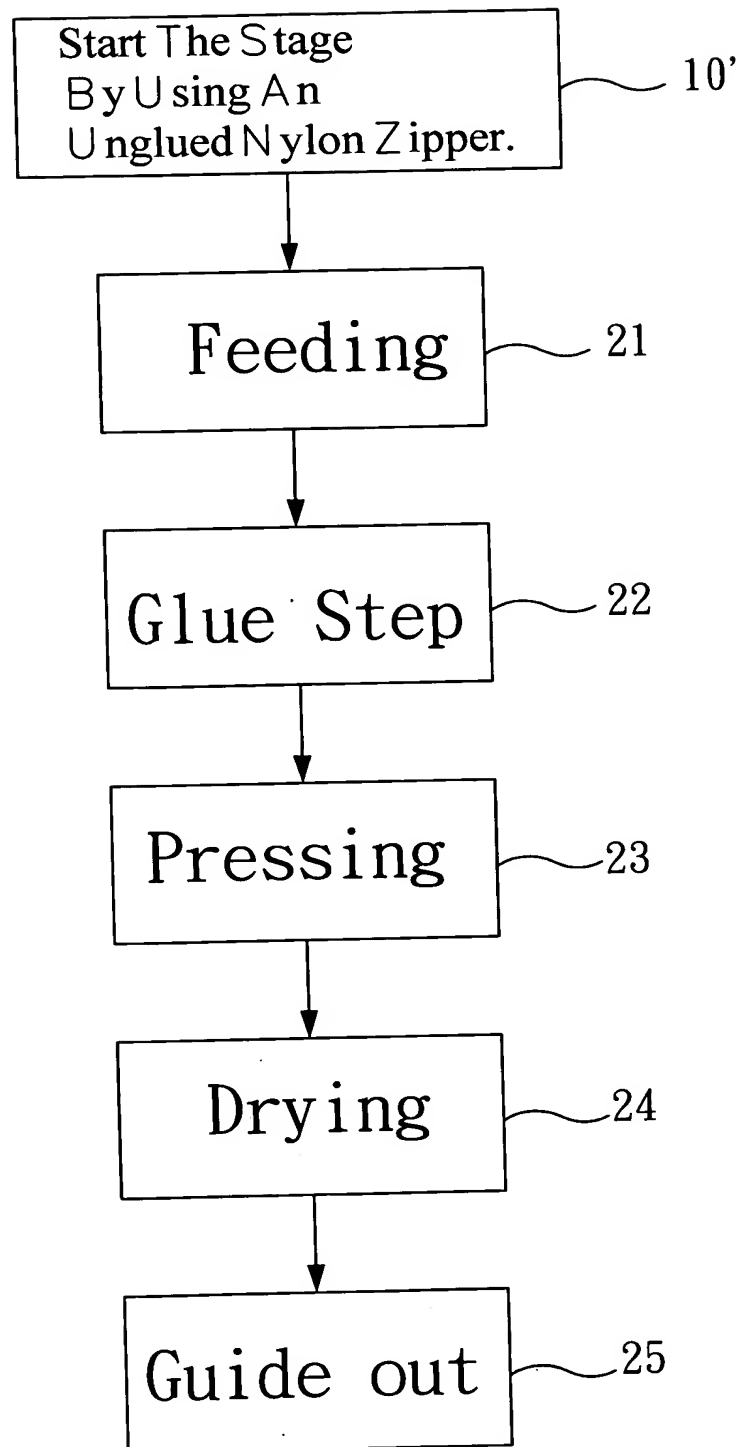 Start The Stage
By Using An
Unglued Nylon Zipper.
10'
Feeding
21
Glue Step
22
Pressing
23
Drying
24
Guide out
25